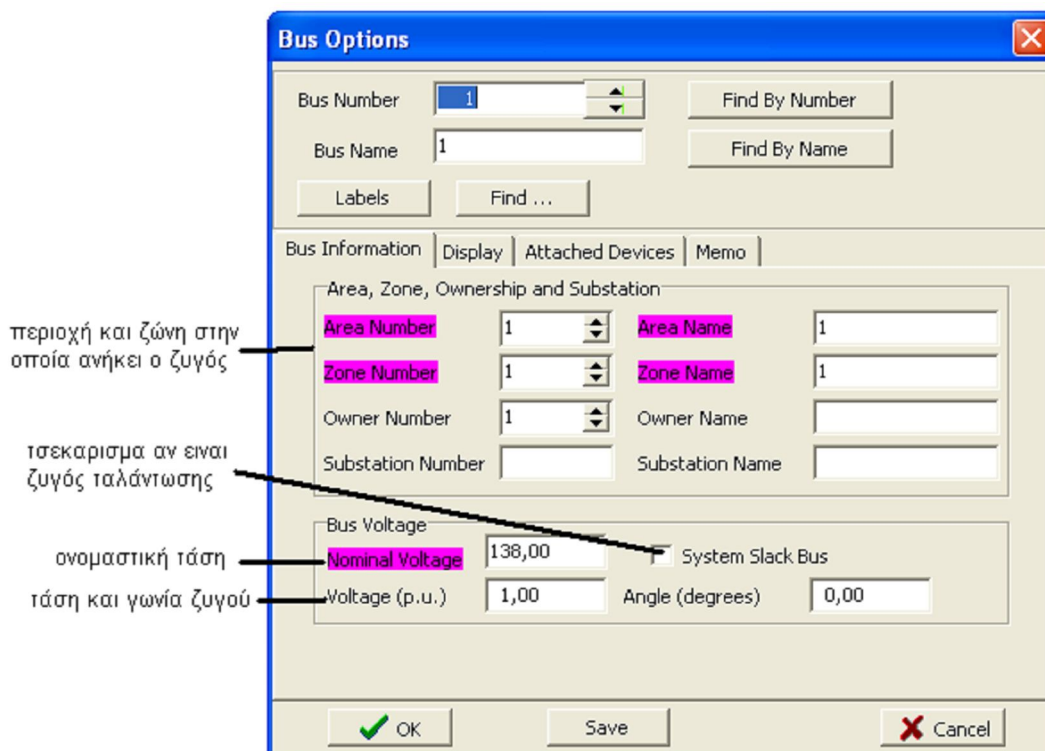 Bus Options
Bus Number 1 Find By Number
Bus Name 1 Find By Name
Labels Find ...
Bus Information Display Attached Devices Memo
Area, Zone, Ownership and Substation
Area Number 1 Area Name 1
Zone Number 1 Zone Name 1
Owner Number 1 Owner Name
Substation Number Substation Name
Bus Voltage
Nominal Voltage 138,00 System Slack Bus
Voltage (p.u.) 1,00 Angle (degrees) 0,00
OK Save Cancel
περιοχή και ζώνη στην
οποία ανήκει ο ζυγός
τσεκαρισμα αν ειναι
ζυγός ταλάντωσης
ονομαστική τάση
τάση και γωνία ζυγού